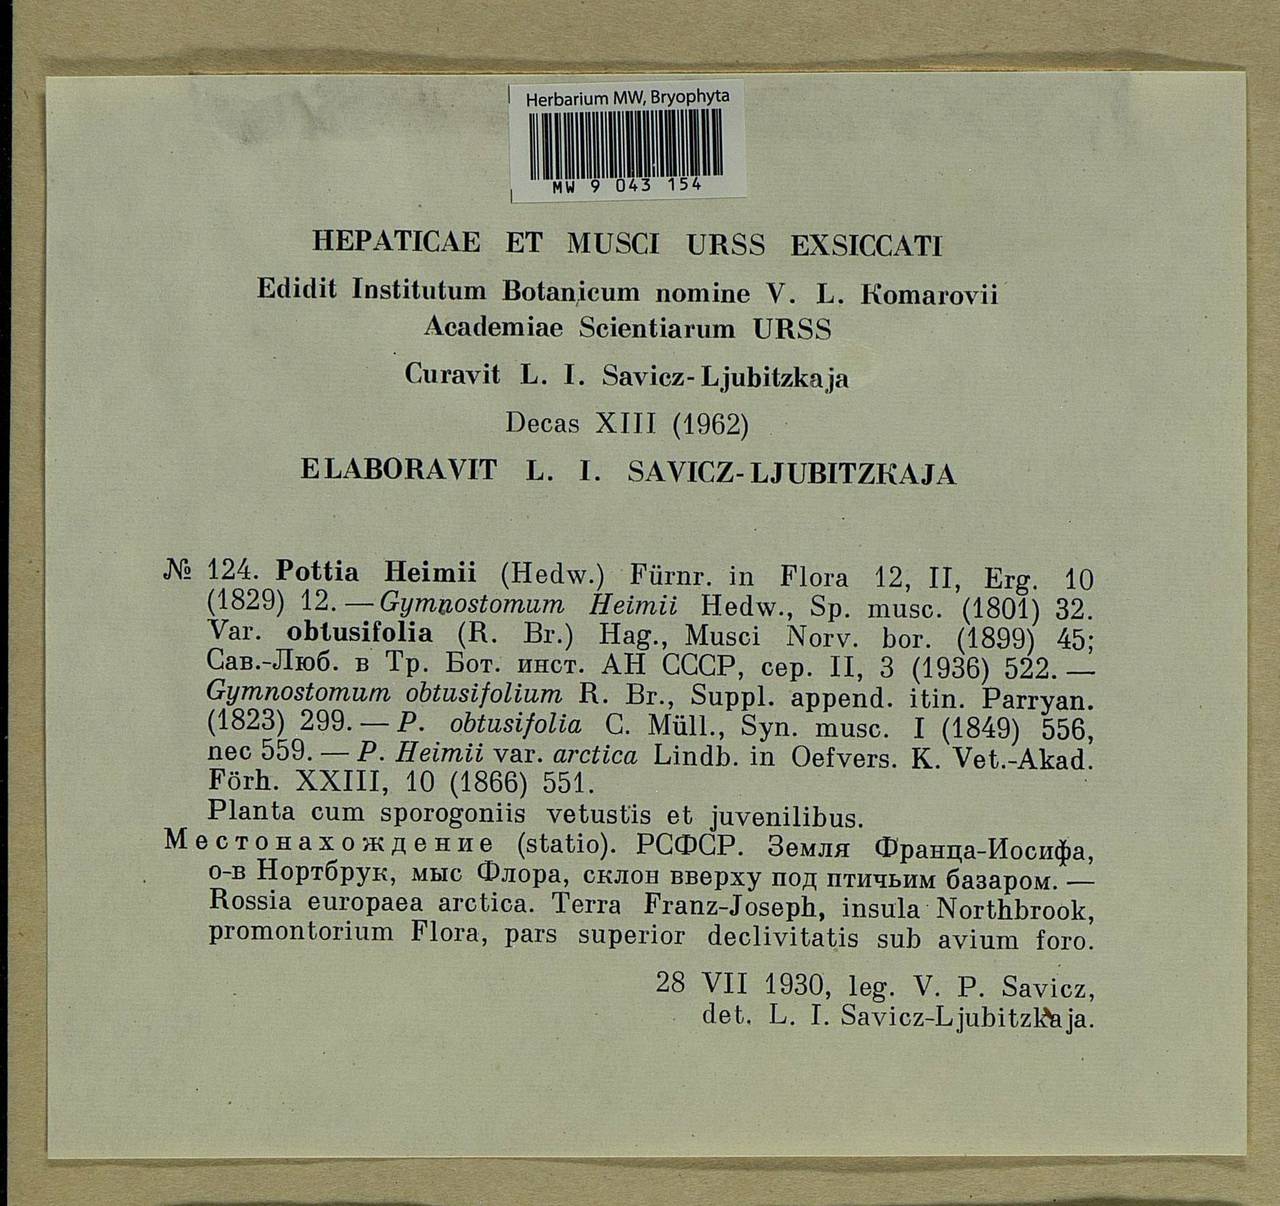 Herbarium MW, Bryophyta
MW 9 043 154
HEPATICAE ET MUSCI URSS EXSICCATI
Edidit Institutum Botanicum nomine V. L. Komarovii
Academiae Scientiarum URSS
Curavit L. I. Savicz-Ljubitzkaja
Decas XIII (1962)
ELABORAVIT L. I. SAVICZ-LJUBITZKAJA
№ 124. Pottia Heimii (Hedw.) Fürnr. in Flora 12, II, Erg. 10
(1829) 12. — Gymnostomum Heimii Hedw., Sp. musc. (1801) 32.
Var. obtusifolia (R. Br.) Hag., Musci Norv. bor. (1899) 45;
Сав.-Люб. в Тр. Бот. инст. АН СССР, сер. II, 3 (1936) 522. —
Gymnostomum obtusifolium R. Br., Suppl. append. itin. Parryan.
(1823) 299. — P. obtusifolia C. Müll., Syn. musc. I (1849) 556,
nec 559. — P. Heimii var. arctica Lindb. in Oefvers. K. Vet.-Akad.
Förh. XXIII, 10 (1866) 551.
Planta cum sporogoniis vetustis et juvenilibus.
Местонахождение (statio). РСФСР. Земля Франца-Иосифа,
о-в Нортбрук, мыс Флора, склон вверху под птичьим базаром. —
Rossia europaea arctica. Terra Franz-Joseph, insula Northbrook,
promontorium Flora, pars superior declivitatis sub avium foro.
28 VII 1930, leg. V. P. Savicz,
det. L. I. Savicz-Ljubitzkaja.